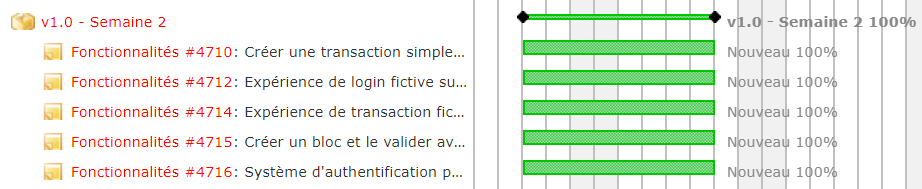 v1.0 - Semaine 2 v1.0 - Semaine 2 100%
Fonctionnalités #4710: Créer une transaction simple... Nouveau 100%
Fonctionnalités #4712: Expérience de login fictive su... Nouveau 100%
Fonctionnalités #4714: Expérience de transaction fic... Nouveau 100%
Fonctionnalités #4715: Créer un bloc et le valider av... Nouveau 100%
Fonctionnalités #4716: Système d'authentification p... Nouveau 100%